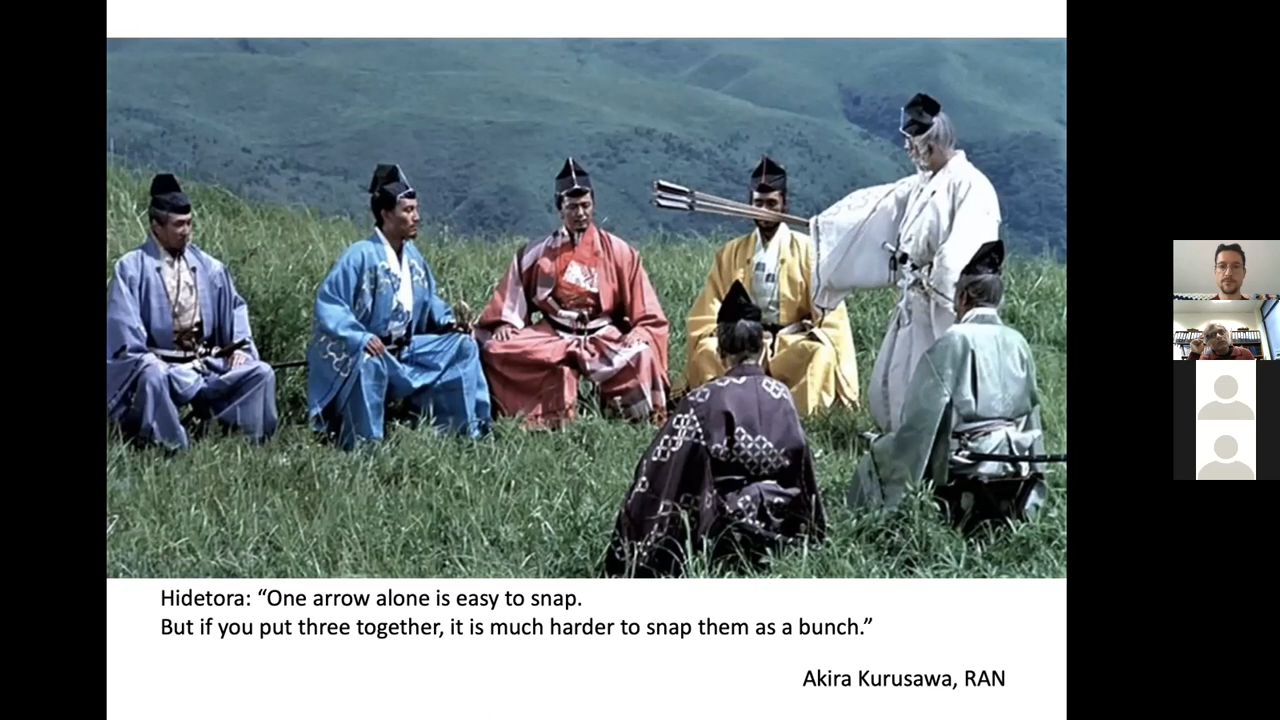 Hidetora: “One arrow alone is easy to snap.
But if you put three together, it is much harder to snap them as a bunch.”
Akira Kurusawa, RAN